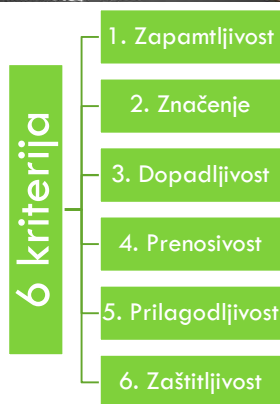 6 kriterija
1. Zapamtljivost
2. Značenje
3. Dopadljivost
4. Prenosivost
5. Prilagodljivost
6. Zaštitljivost